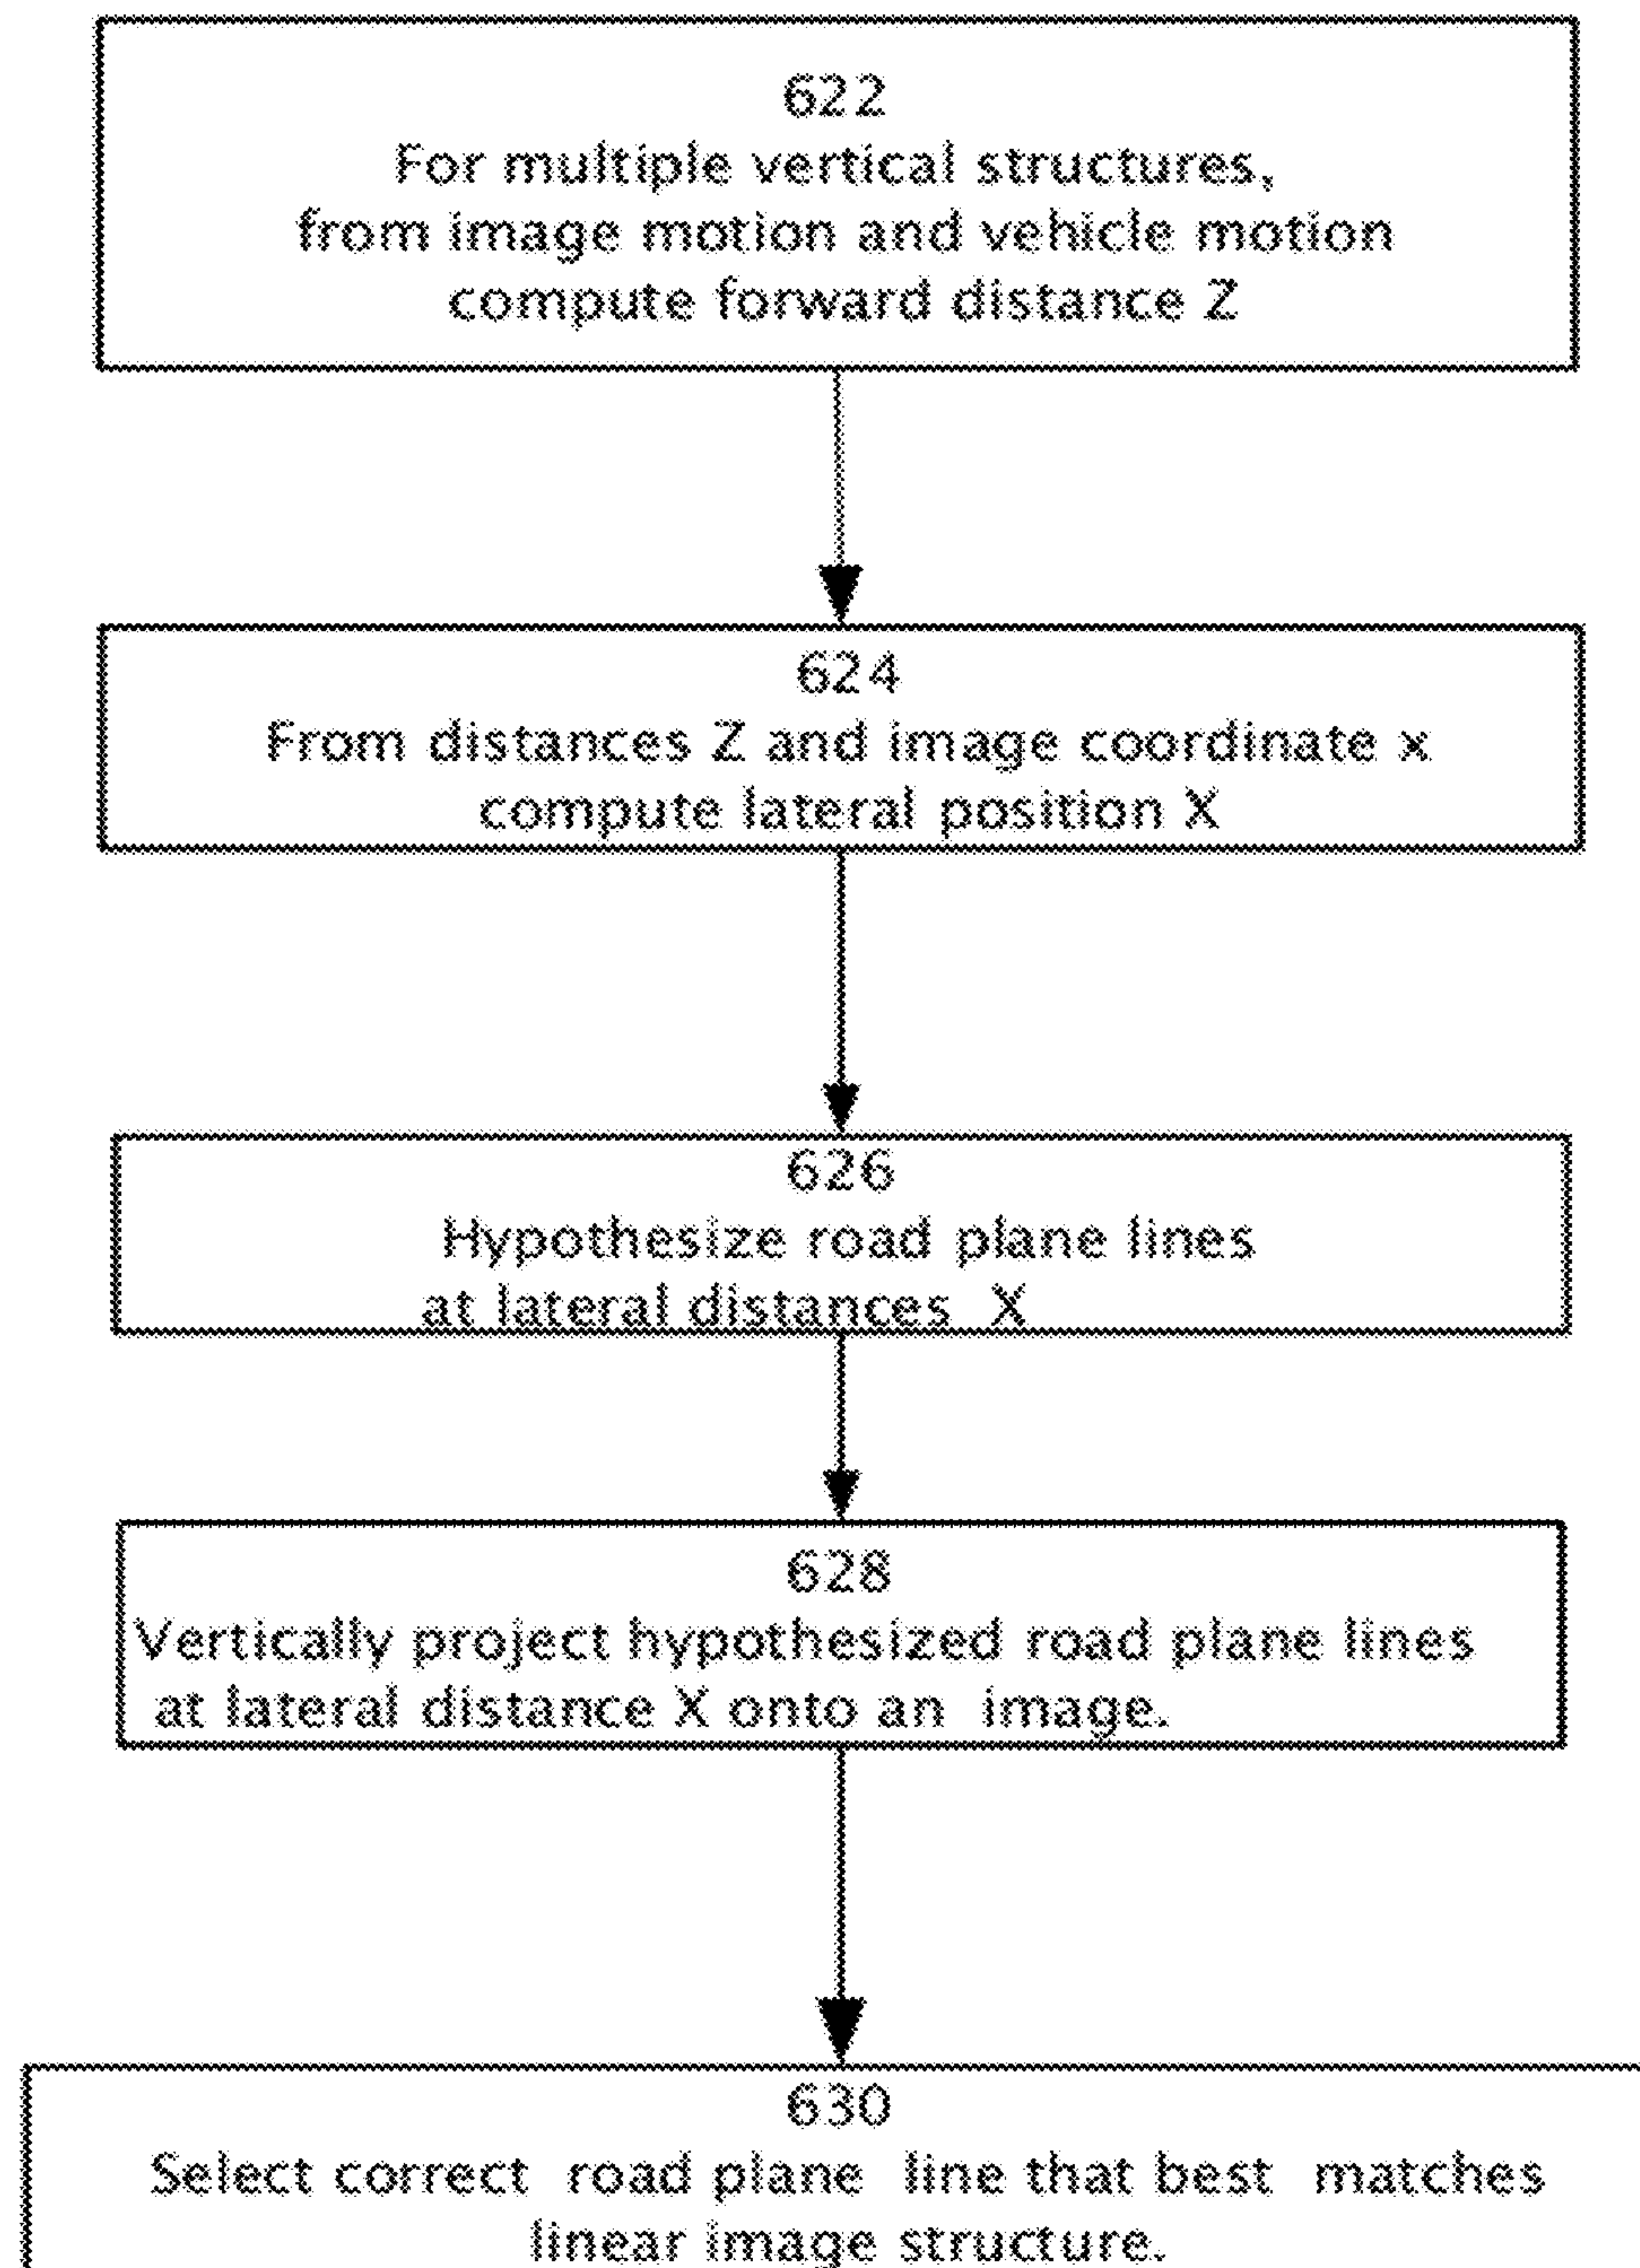 622
For multiple vertical structures,
from image motion and vehicle motion
compute forward distance Z
624
From distances Z and image coordinate x
compute lateral position X
626
Hypothesize road plane lines
at lateral distances X
628
Vertically project hypothesized road plane lines
at lateral distance X onto an image.
630
Select correct road plane line that best matches
linear image structure.